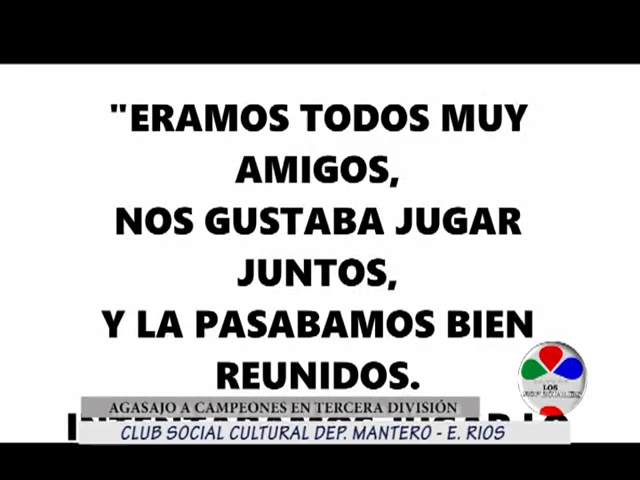 "ERAMOS TODOS MUY
AMIGOS,
NOS GUSTABA JUGAR
JUNTOS,
Y LA PASABAMOS BIEN
REUNIDOS.
LOS
AGASAJO A CAMPEONES EN TERCERA DIVISIÓN
CLUB SOCIAL CULTURAL DEP. MANTERO - E. RIOS